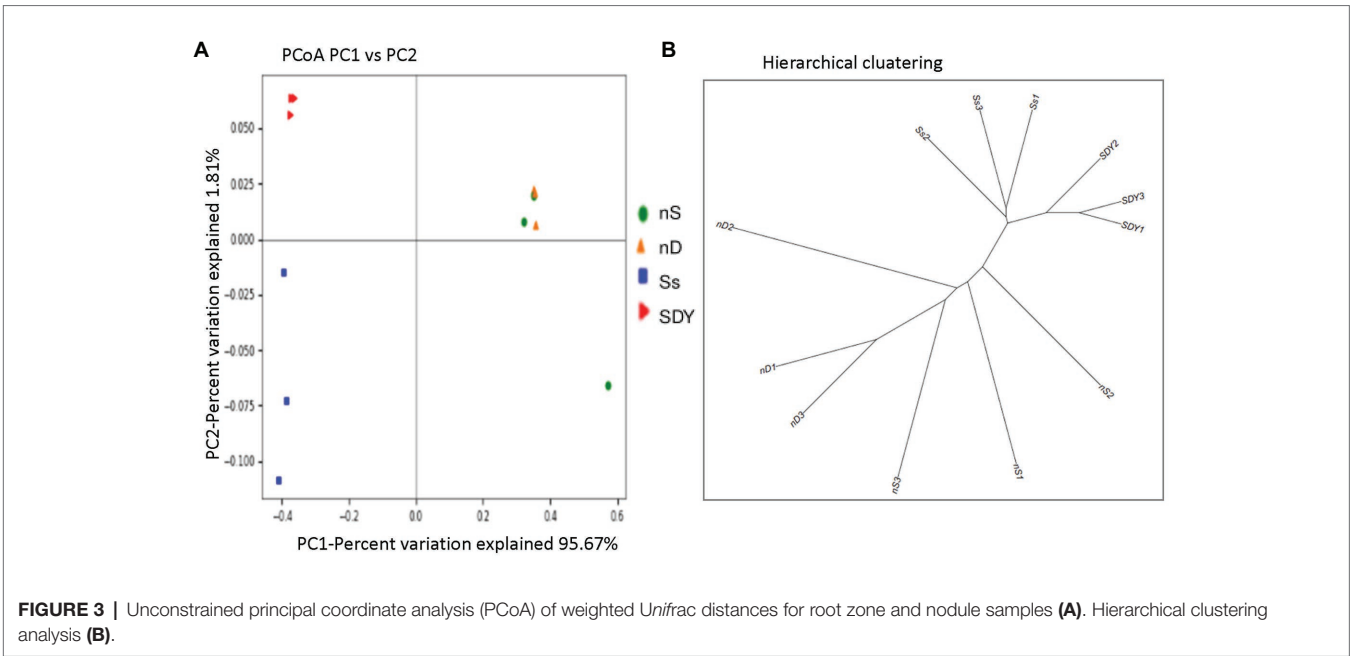 A
PCoA PC1 vs PC2
PC2-Percent variation explained 1.81%
0.050
0.025
0.000
−0.025
−0.050
−0.075
−0.100
−0.4
−0.2
0.0
0.2
0.4
0.6
PC1-Percent variation explained 95.67%
nS
nD
Ss
SDY
B
Hierarchical cluatering
Ss3
Ss1
Ss2
SDY2
SDY3
SDY1
nD2
nD1
nD3
nS2
nS1
nS3
FIGURE 3 | Unconstrained principal coordinate analysis (PCoA) of weighted Unifrac distances for root zone and nodule samples (A). Hierarchical clustering
analysis (B).